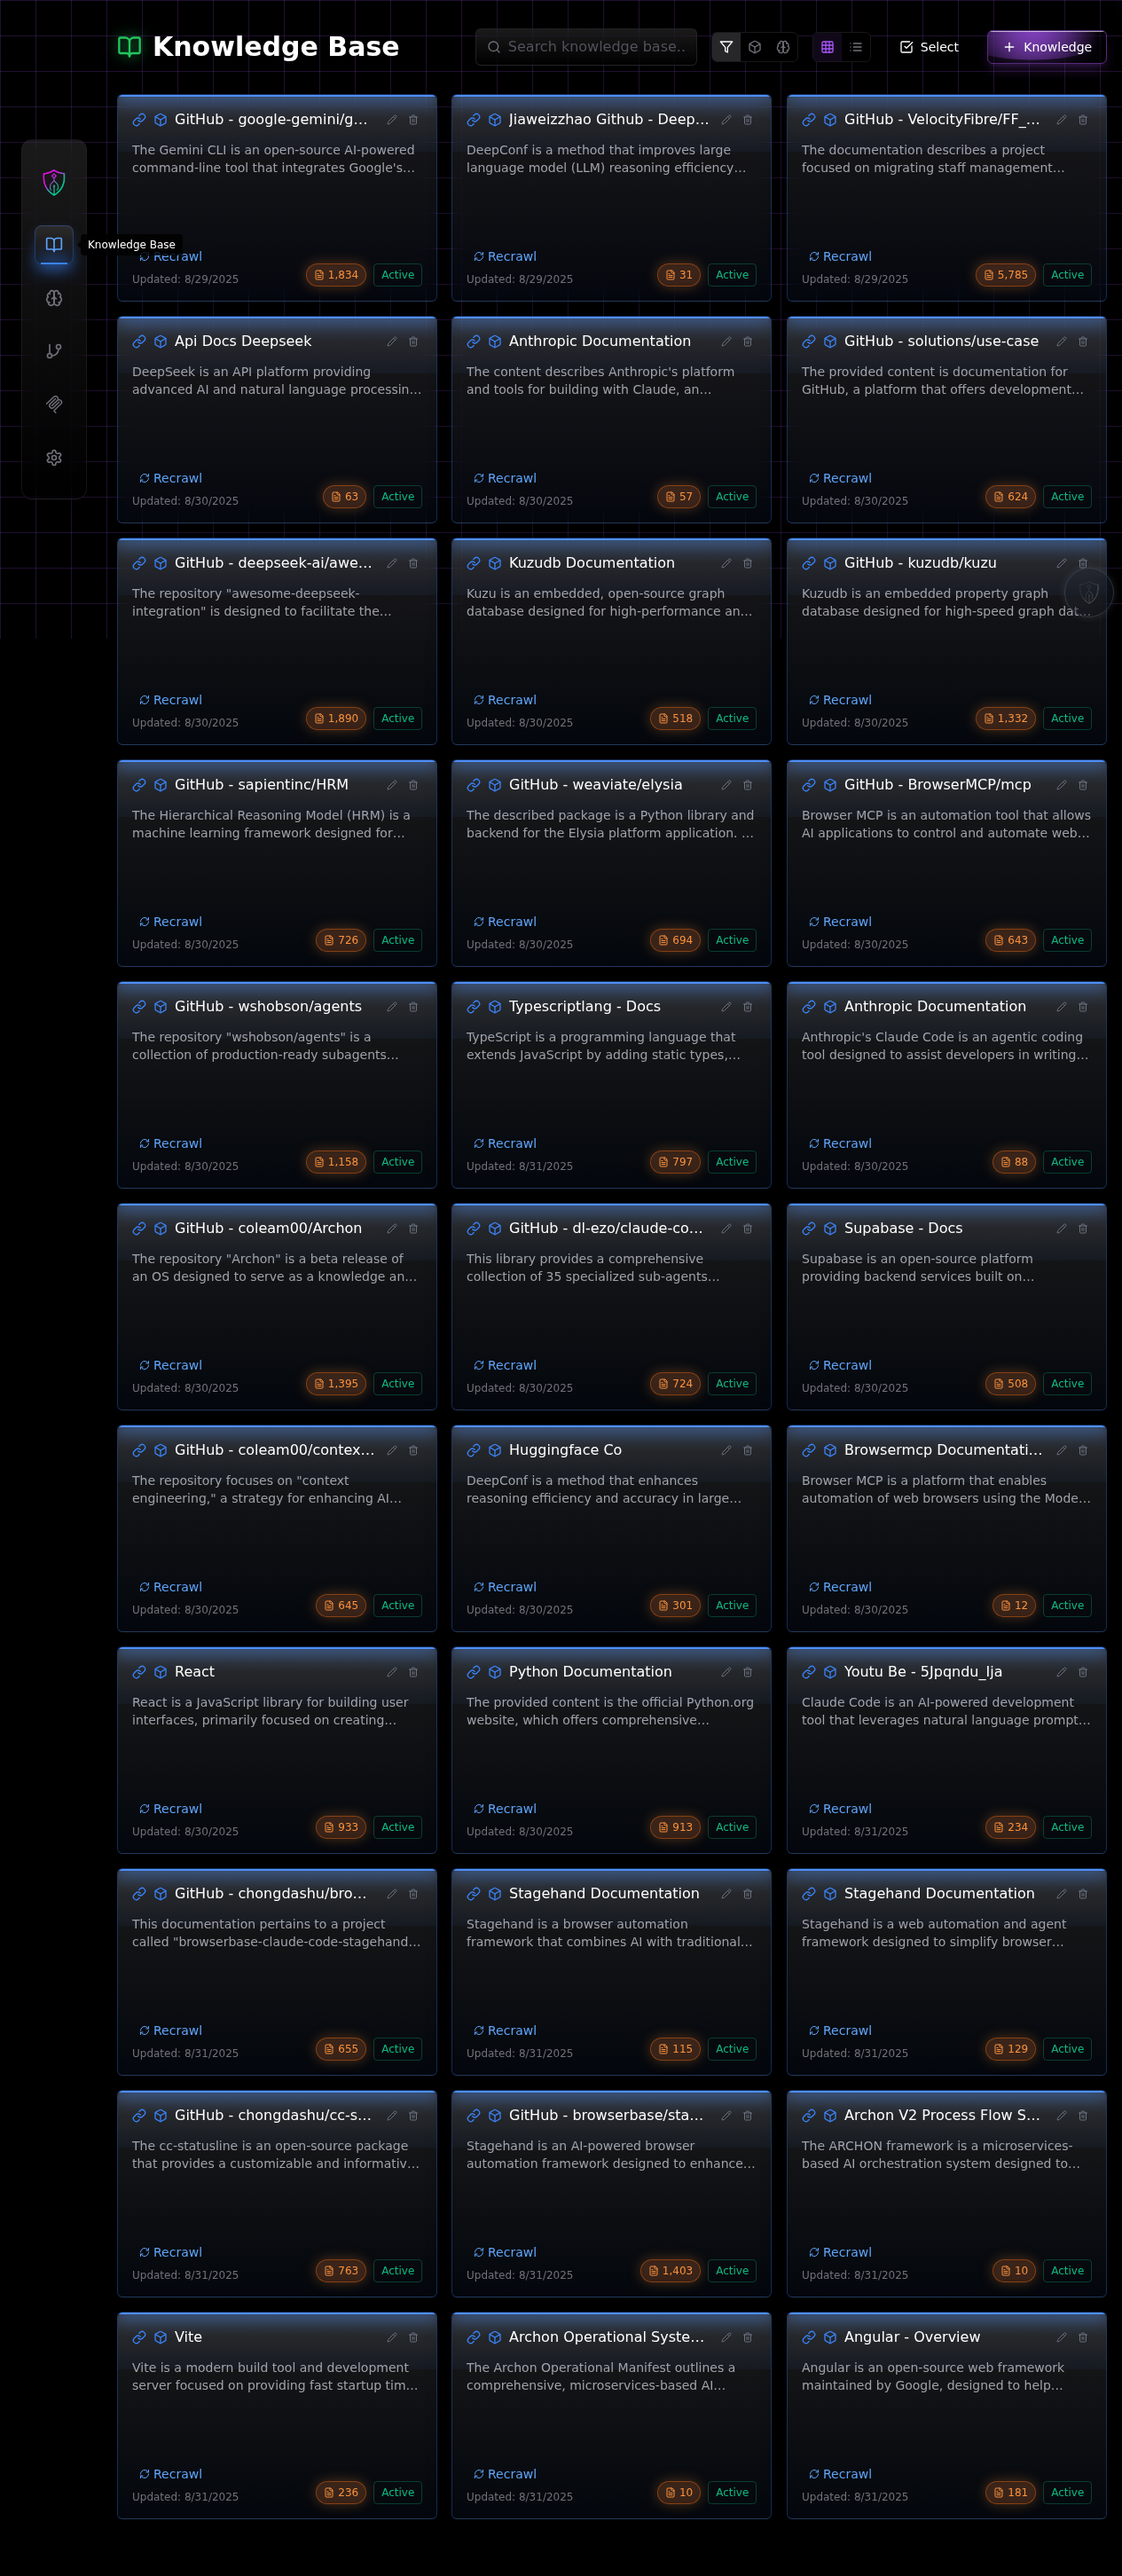 Knowledge Base
Search knowledge base..
Select
Knowledge
GitHub - google-gemini/g...
The Gemini CLI is an open-source AI-powered
command-line tool that integrates Google's...
Recrawl
Updated: 8/29/2025
1,834
Active
Jiaweizzhao Github - Deep...
DeepConf is a method that improves large
language model (LLM) reasoning efficiency...
Recrawl
Updated: 8/29/2025
31
Active
GitHub - VelocityFibre/FF_...
The documentation describes a project
focused on migrating staff management...
Recrawl
Updated: 8/29/2025
5,785
Active
Knowledge Base
Api Docs Deepseek
DeepSeek is an API platform providing
advanced AI and natural language processin...
Recrawl
Updated: 8/30/2025
63
Active
Anthropic Documentation
The content describes Anthropic's platform
and tools for building with Claude, an...
Recrawl
Updated: 8/30/2025
57
Active
GitHub - solutions/use-case
The provided content is documentation for
GitHub, a platform that offers development...
Recrawl
Updated: 8/30/2025
624
Active
GitHub - deepseek-ai/awe...
The repository "awesome-deepseek-
integration" is designed to facilitate the...
Recrawl
Updated: 8/30/2025
1,890
Active
Kuzudb Documentation
Kuzu is an embedded, open-source graph
database designed for high-performance an...
Recrawl
Updated: 8/30/2025
518
Active
GitHub - kuzudb/kuzu
Kuzudb is an embedded property graph
database designed for high-speed graph dat...
Recrawl
Updated: 8/30/2025
1,332
Active
GitHub - sapientinc/HRM
The Hierarchical Reasoning Model (HRM) is a
machine learning framework designed for...
Recrawl
Updated: 8/30/2025
726
Active
GitHub - weaviate/elysia
The described package is a Python library and
backend for the Elysia platform application. ...
Recrawl
Updated: 8/30/2025
694
Active
GitHub - BrowserMCP/mcp
Browser MCP is an automation tool that allows
AI applications to control and automate web...
Recrawl
Updated: 8/30/2025
643
Active
GitHub - wshobson/agents
The repository "wshobson/agents" is a
collection of production-ready subagents...
Recrawl
Updated: 8/30/2025
1,158
Active
Typescriptlang - Docs
TypeScript is a programming language that
extends JavaScript by adding static types,...
Recrawl
Updated: 8/31/2025
797
Active
Anthropic Documentation
Anthropic's Claude Code is an agentic coding
tool designed to assist developers in writing...
Recrawl
Updated: 8/30/2025
88
Active
GitHub - coleam00/Archon
The repository "Archon" is a beta release of
an OS designed to serve as a knowledge an...
Recrawl
Updated: 8/30/2025
1,395
Active
GitHub - dl-ezo/claude-co...
This library provides a comprehensive
collection of 35 specialized sub-agents...
Recrawl
Updated: 8/30/2025
724
Active
Supabase - Docs
Supabase is an open-source platform
providing backend services built on...
Recrawl
Updated: 8/30/2025
508
Active
GitHub - coleam00/contex...
The repository focuses on "context
engineering," a strategy for enhancing AI...
Recrawl
Updated: 8/30/2025
645
Active
Huggingface Co
DeepConf is a method that enhances
reasoning efficiency and accuracy in large...
Recrawl
Updated: 8/30/2025
301
Active
Browsermcp Documentati...
Browser MCP is a platform that enables
automation of web browsers using the Mode...
Recrawl
Updated: 8/30/2025
12
Active
React
React is a JavaScript library for building user
interfaces, primarily focused on creating...
Recrawl
Updated: 8/30/2025
933
Active
Python Documentation
The provided content is the official Python.org
website, which offers comprehensive...
Recrawl
Updated: 8/30/2025
913
Active
Youtu Be - 5Jpqndu_Ija
Claude Code is an AI-powered development
tool that leverages natural language prompt...
Recrawl
Updated: 8/31/2025
234
Active
GitHub - chongdashu/bro...
This documentation pertains to a project
called "browserbase-claude-code-stagehand...
Recrawl
Updated: 8/31/2025
655
Active
Stagehand Documentation
Stagehand is a browser automation
framework that combines AI with traditional...
Recrawl
Updated: 8/31/2025
115
Active
Stagehand Documentation
Stagehand is a web automation and agent
framework designed to simplify browser...
Recrawl
Updated: 8/31/2025
129
Active
GitHub - chongdashu/cc-s...
The cc-statusline is an open-source package
that provides a customizable and informativ...
Recrawl
Updated: 8/31/2025
763
Active
GitHub - browserbase/sta...
Stagehand is an AI-powered browser
automation framework designed to enhance...
Recrawl
Updated: 8/31/2025
1,403
Active
Archon V2 Process Flow S...
The ARCHON framework is a microservices-
based AI orchestration system designed to...
Recrawl
Updated: 8/31/2025
10
Active
Vite
Vite is a modern build tool and development
server focused on providing fast startup tim...
Recrawl
Updated: 8/31/2025
236
Active
Archon Operational Syste...
The Archon Operational Manifest outlines a
comprehensive, microservices-based AI...
Recrawl
Updated: 8/31/2025
10
Active
Angular - Overview
Angular is an open-source web framework
maintained by Google, designed to help...
Recrawl
Updated: 8/31/2025
181
Active